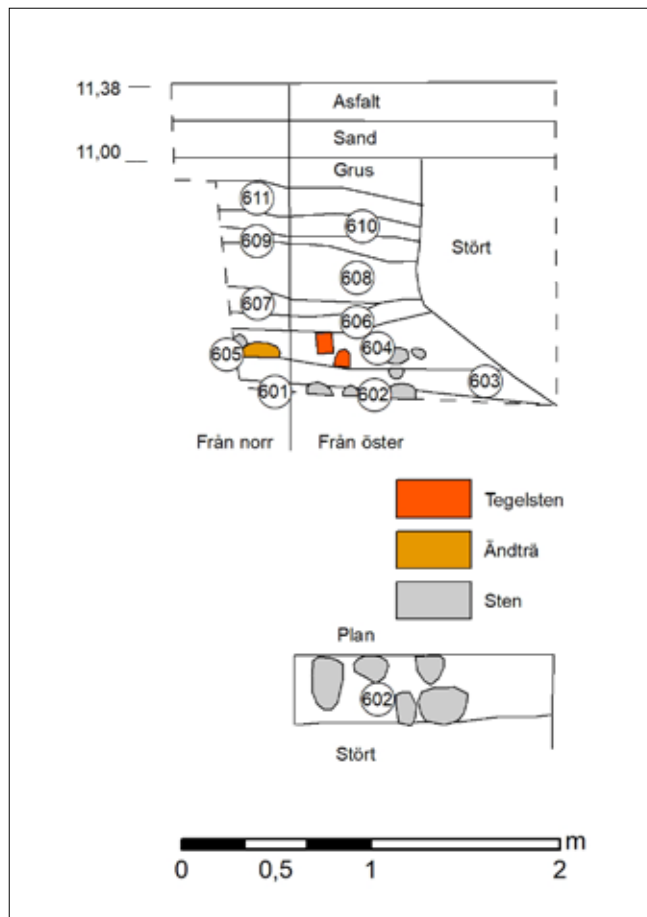 11,38
Asfalt
Sand
11,00
Grus
611
610
609
Stört
608
607
606
604
605
603
601
602
Från norr
Från öster
Tegelsten
Ändträ
Sten
Plan
602
Stört
m
0
0,5
1
2